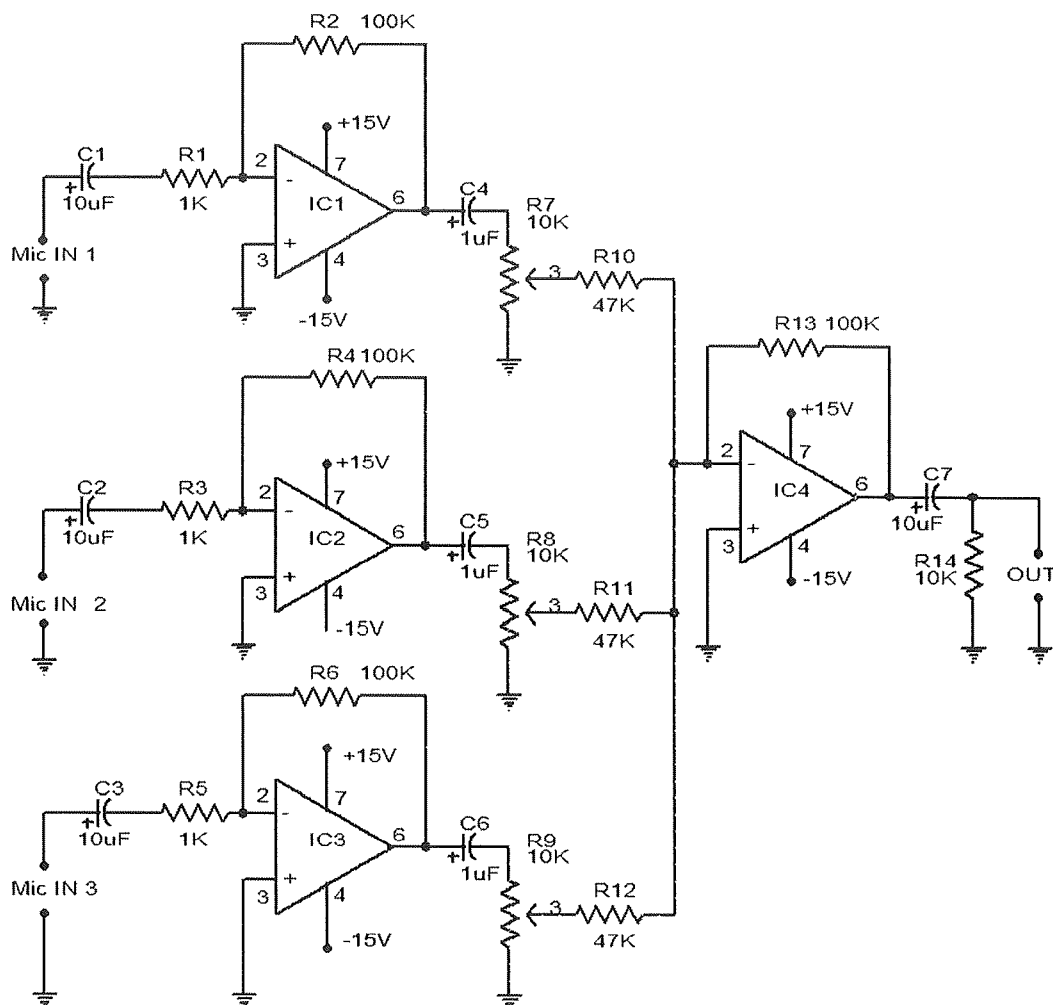 R2 100K
+15V
C1
R1
2
7
-
+
10uF
1K
IC1
6
C4
+
1uF
R7
10K
Mic IN 1
+
3
4
-15V
3
R10
47K
R4 100K
R13 100K
+15V
+15V
C2
R3
2
7
-
+
10uF
1K
IC2
6
C5
+
1uF
R8
10K
2
7
-
IC4
6
C7
+
10uF
+
3
4
-15V
R14
10K
OUT
Mic IN 2
+
3
4
-15V
3
R11
47K
R6 100K
+15V
C3
R5
2
7
-
+
10uF
1K
IC3
6
C6
+
1uF
R9
10K
Mic IN 3
+
3
4
-15V
3
R12
47K